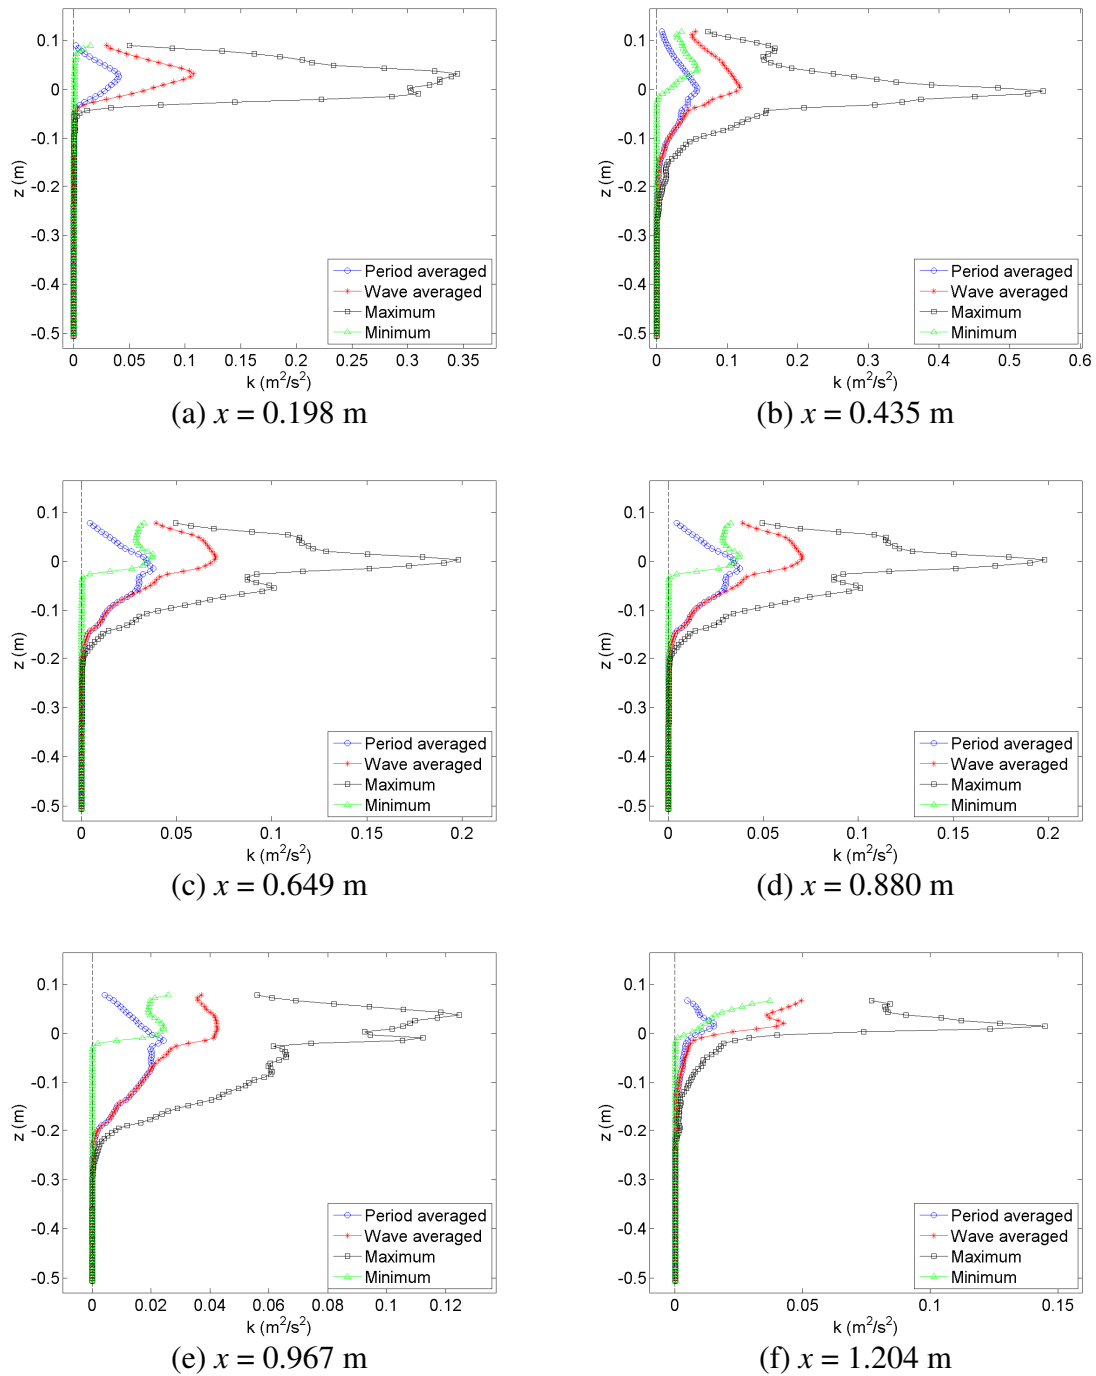 0.1
0
-0.1
-0.2
-0.3
-0.4
-0.5
z (m)
0 0.05 0.1 0.15 0.2 0.25 0.3 0.35
k (m²/s²)
Period averaged
Wave averaged
Maximum
Minimum
(a) x = 0.198 m
0.1
0
-0.1
-0.2
-0.3
-0.4
-0.5
z (m)
0 0.1 0.2 0.3 0.4 0.5 0.6
k (m²/s²)
Period averaged
Wave averaged
Maximum
Minimum
(b) x = 0.435 m
0.1
0
-0.1
-0.2
-0.3
-0.4
-0.5
z (m)
0 0.05 0.1 0.15 0.2
k (m²/s²)
Period averaged
Wave averaged
Maximum
Minimum
(c) x = 0.649 m
0.1
0
-0.1
-0.2
-0.3
-0.4
-0.5
z (m)
0 0.05 0.1 0.15 0.2
k (m²/s²)
Period averaged
Wave averaged
Maximum
Minimum
(d) x = 0.880 m
0.1
0
-0.1
-0.2
-0.3
-0.4
-0.5
z (m)
0 0.02 0.04 0.06 0.08 0.1 0.12
k (m²/s²)
Period averaged
Wave averaged
Maximum
Minimum
(e) x = 0.967 m
0.1
0
-0.1
-0.2
-0.3
-0.4
-0.5
z (m)
0 0.05 0.1 0.15
k (m²/s²)
Period averaged
Wave averaged
Maximum
Minimum
(f) x = 1.204 m